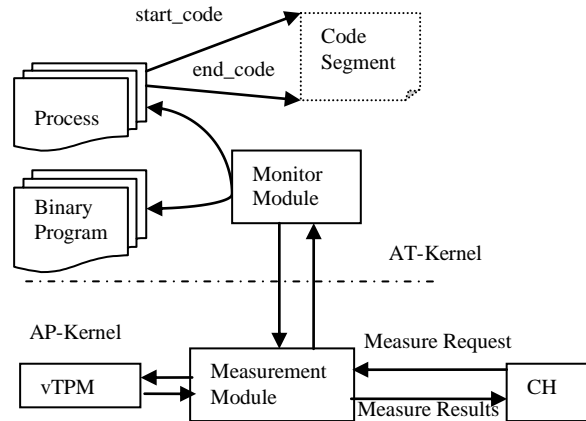 start_code
Code
Segment
end_code
Process
Monitor
Module
Binary
Program
AT-Kernel
AP-Kernel
Measure Request
Measurement
Module
vTPM
CH
Measure Results